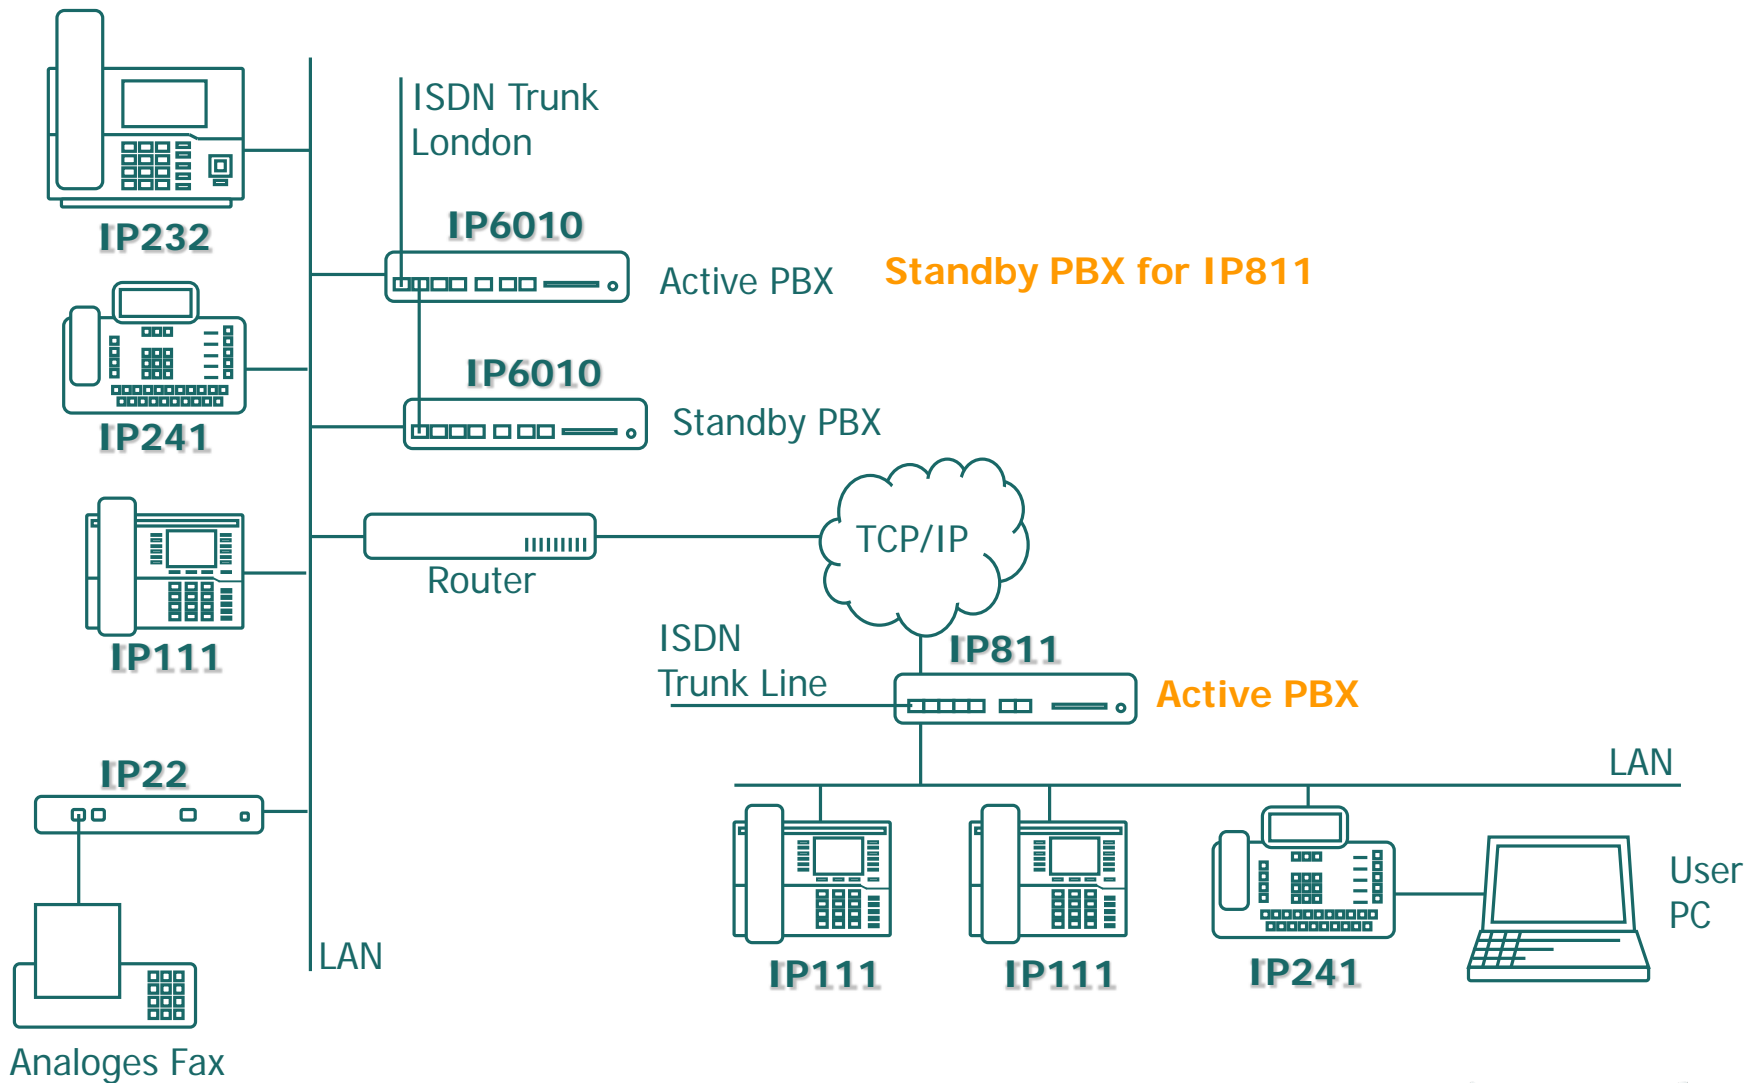 ISDN Trunk
London
IP232
IP6010
Active PBX
Standby PBX for IP811
IP6010
Standby PBX
IP241
TCP/IP
Router
IP111
ISDN
Trunk Line
IP811
Active PBX
IP22
LAN
User
PC
LAN
IP111
IP111
IP241
Analoges Fax